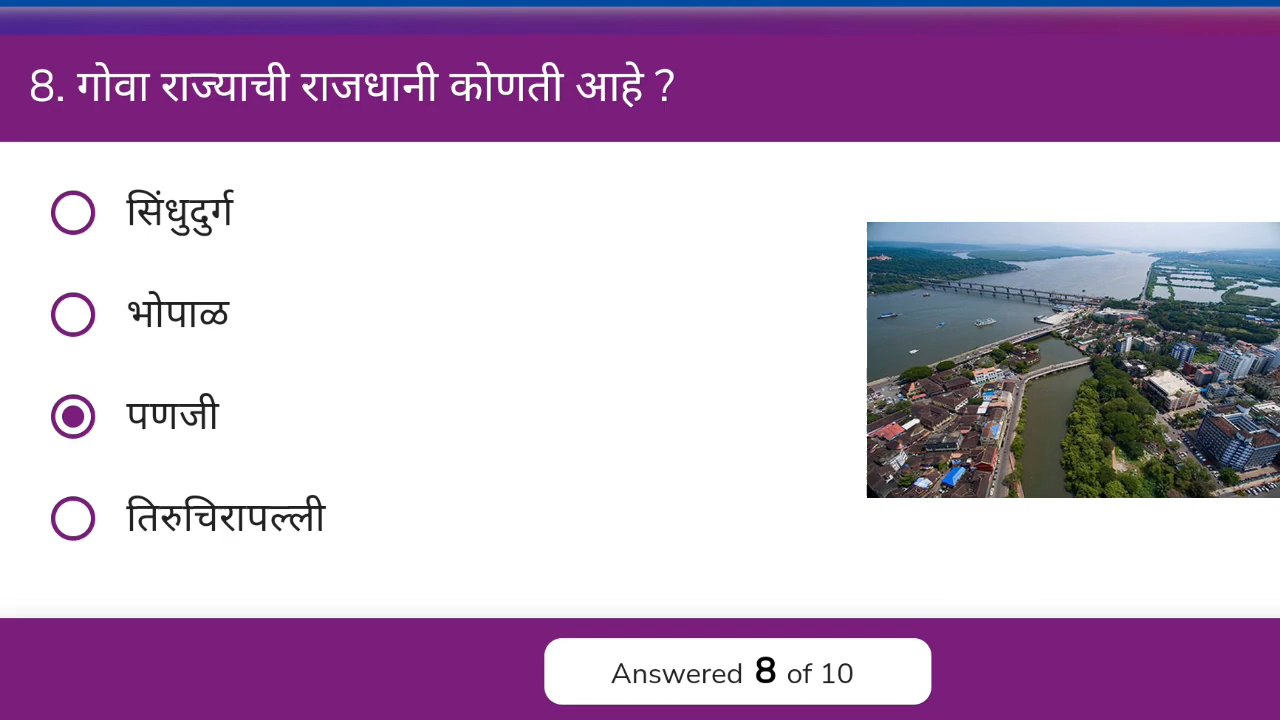 8. गोवा राज्याची राजधानी कोणती आहे ?
सिंधुदुर्ग
भोपाळ
पणजी
तिरुचिरापल्ली
Answered 8 of 10